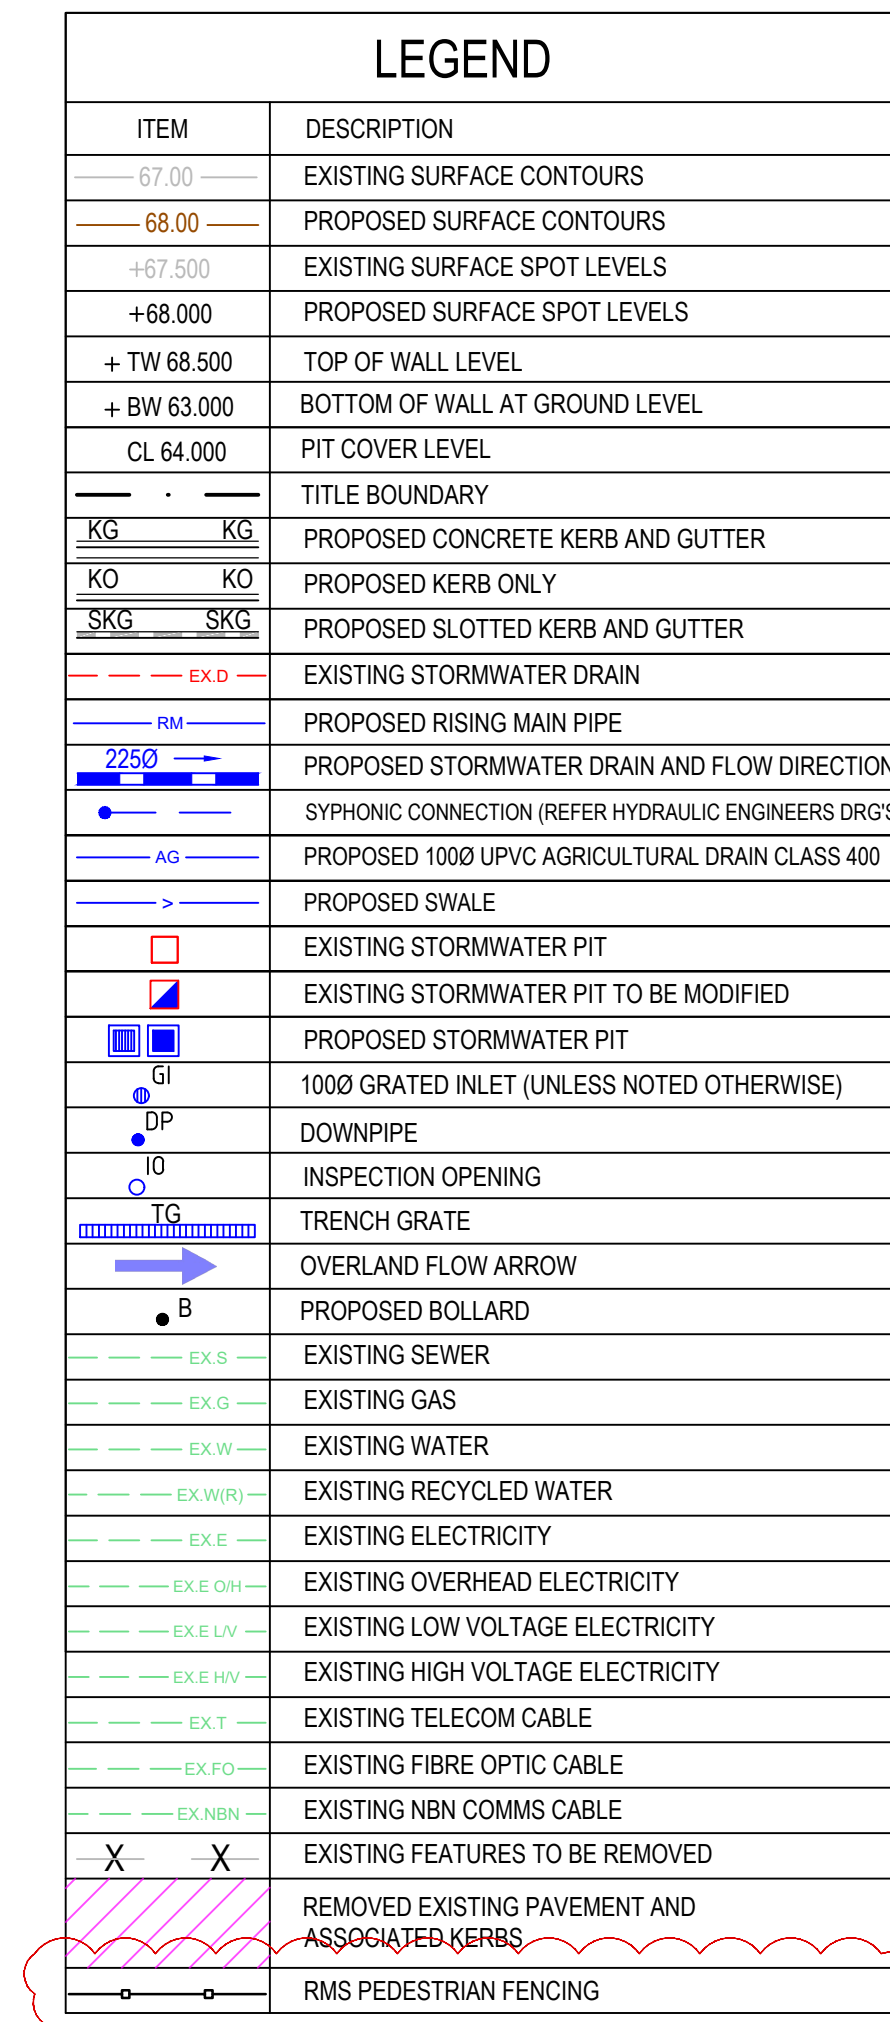 LEGEND
ITEM DESCRIPTION
67.00 EXISTING SURFACE CONTOURS
68.00 PROPOSED SURFACE CONTOURS
+67.500 EXISTING SURFACE SPOT LEVELS
+68.000 PROPOSED SURFACE SPOT LEVELS
+ TW 68.500 TOP OF WALL LEVEL
+ BW 63.000 BOTTOM OF WALL AT GROUND LEVEL
CL 64.000 PIT COVER LEVEL
TITLE BOUNDARY
KG KG PROPOSED CONCRETE KERB AND GUTTER
KO KO PROPOSED KERB ONLY
SKG SKG PROPOSED SLOTTED KERB AND GUTTER
EX.D EXISTING STORMWATER DRAIN
RM PROPOSED RISING MAIN PIPE
225Ø PROPOSED STORMWATER DRAIN AND FLOW DIRECTION
SYPHONIC CONNECTION (REFER HYDRAULIC ENGINEERS DRG'S
AG PROPOSED 100Ø UPVC AGRICULTURAL DRAIN CLASS 400
> PROPOSED SWALE
EXISTING STORMWATER PIT
EXISTING STORMWATER PIT TO BE MODIFIED
PROPOSED STORMWATER PIT
GI 100Ø GRATED INLET (UNLESS NOTED OTHERWISE)
DP DOWNPIPE
IO INSPECTION OPENING
TG TRENCH GRATE
OVERLAND FLOW ARROW
B PROPOSED BOLLARD
EX.S EXISTING SEWER
EX.G EXISTING GAS
EX.W EXISTING WATER
EX.W(R) EXISTING RECYCLED WATER
EX.E EXISTING ELECTRICITY
EX.E O/H EXISTING OVERHEAD ELECTRICITY
EX.E L/V EXISTING LOW VOLTAGE ELECTRICITY
EX.E H/V EXISTING HIGH VOLTAGE ELECTRICITY
EX.T EXISTING TELECOM CABLE
EX.FO EXISTING FIBRE OPTIC CABLE
EX.NBN EXISTING NBN COMMS CABLE
X X EXISTING FEATURES TO BE REMOVED
REMOVED EXISTING PAVEMENT AND
ASSOCIATED KERBS
RMS PEDESTRIAN FENCING